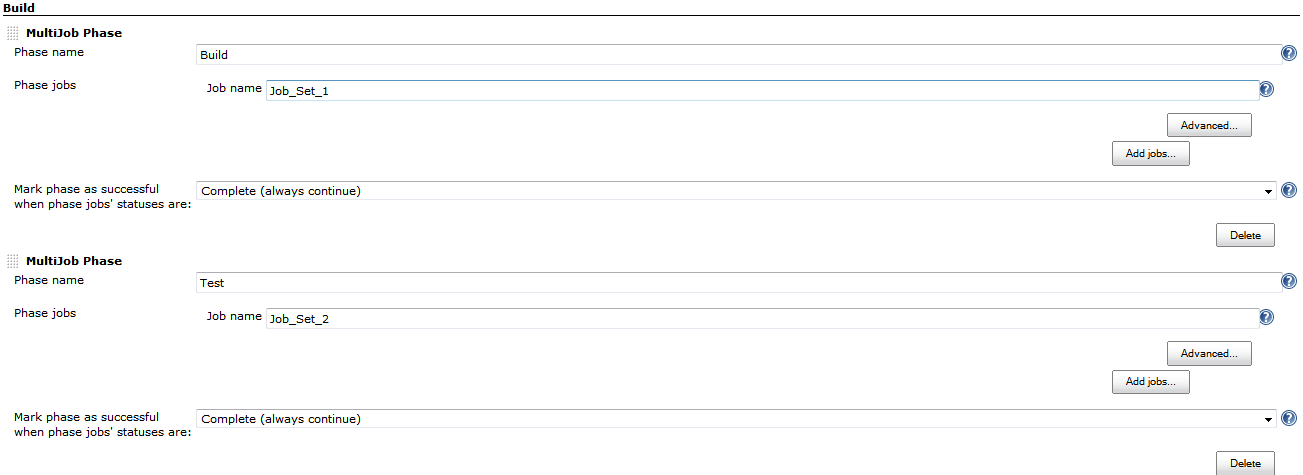 Build
MultiJob Phase
Phase name Build
Phase jobs Job name Job_Set_1
Advanced...
Add jobs...
Mark phase as successful
when phase jobs' statuses are: Complete (always continue)
Delete
MultiJob Phase
Phase name Test
Phase jobs Job name Job_Set_2
Advanced...
Add jobs...
Mark phase as successful
when phase jobs' statuses are: Complete (always continue)
Delete